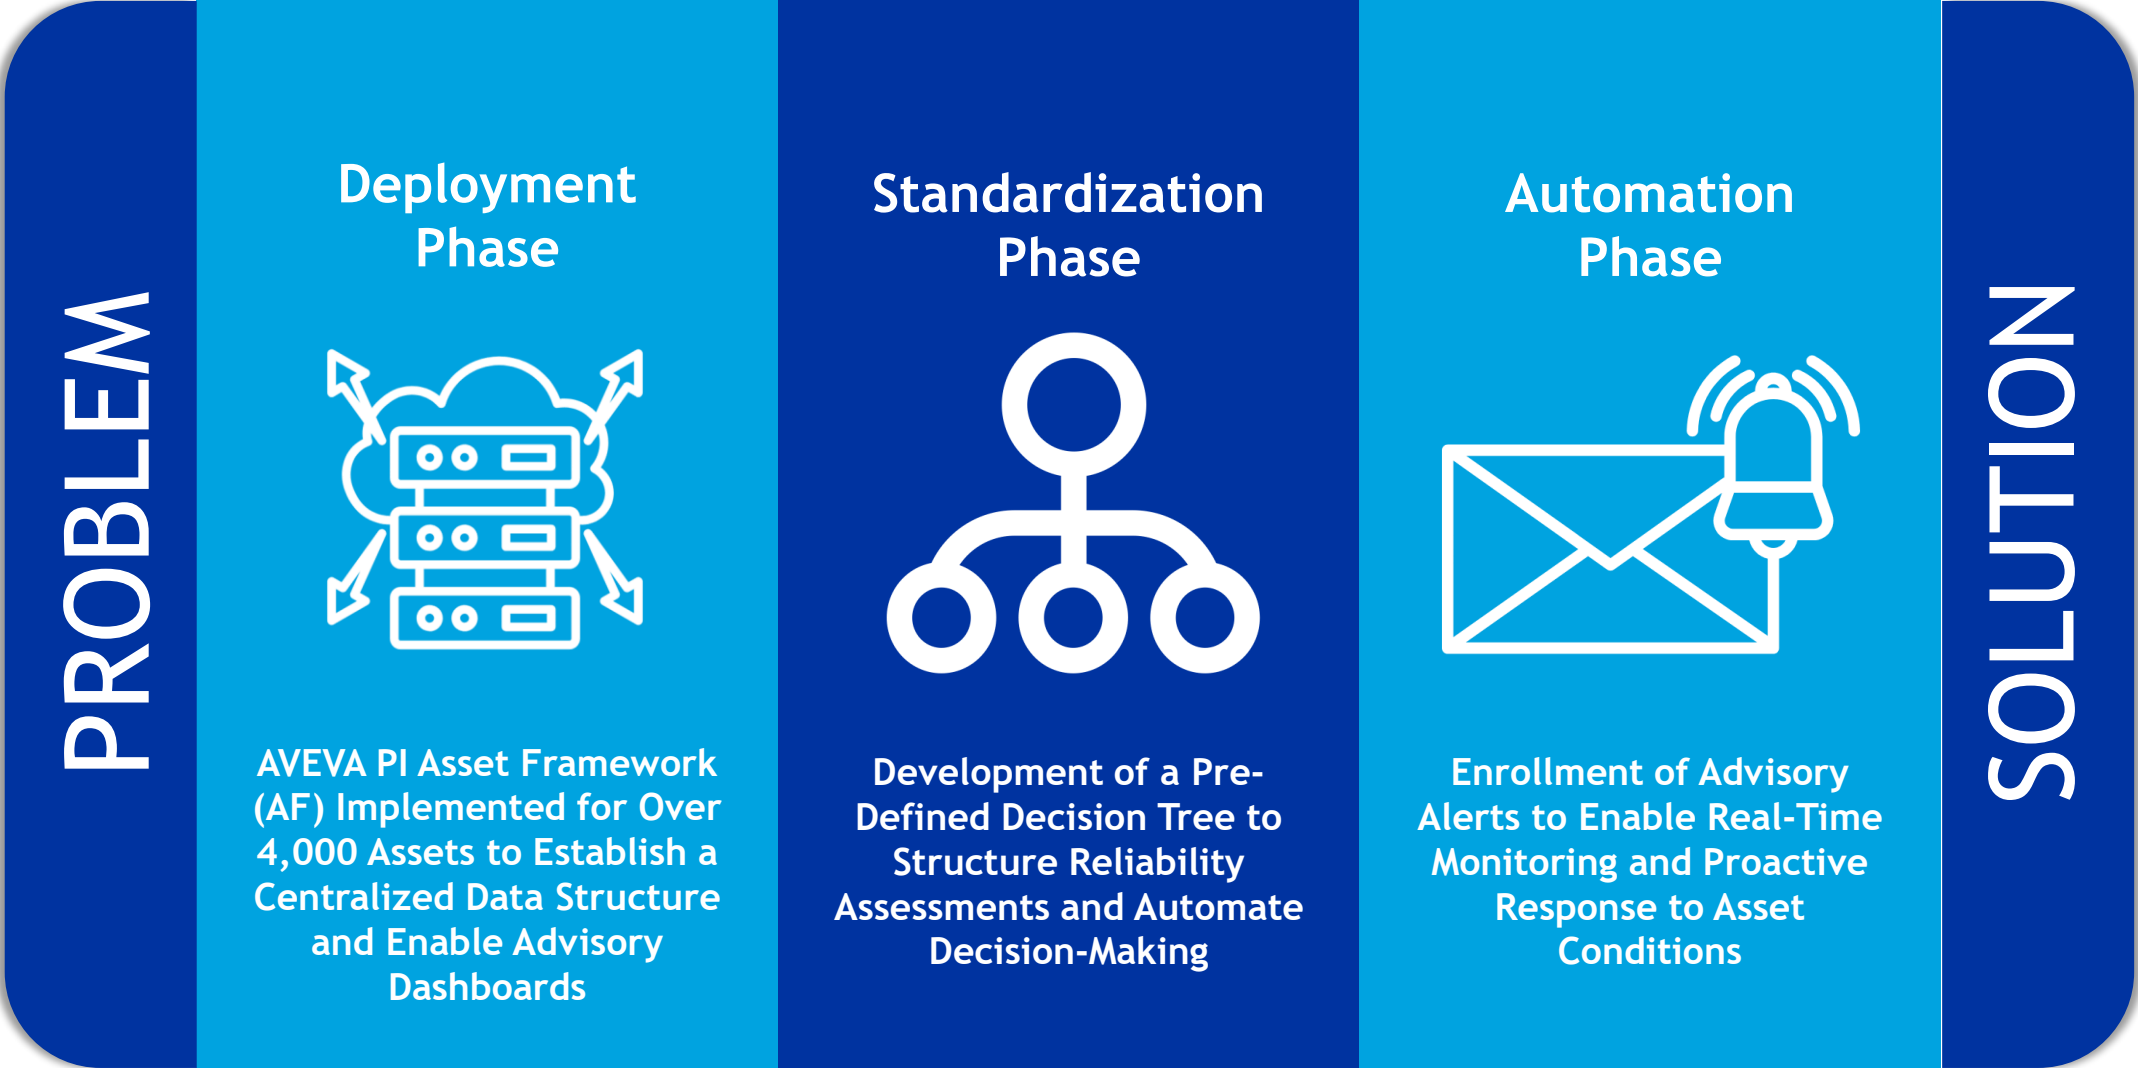 PROBLEM
Deployment
Phase
AVEVA PI Asset Framework
(AF) Implemented for Over
4,000 Assets to Establish a
Centralized Data Structure
and Enable Advisory
Dashboards
Standardization
Phase
Development of a Pre-
Defined Decision Tree to
Structure Reliability
Assessments and Automate
Decision-Making
Automation
Phase
Enrollment of Advisory
Alerts to Enable Real-Time
Monitoring and Proactive
Response to Asset
Conditions
SOLUTION